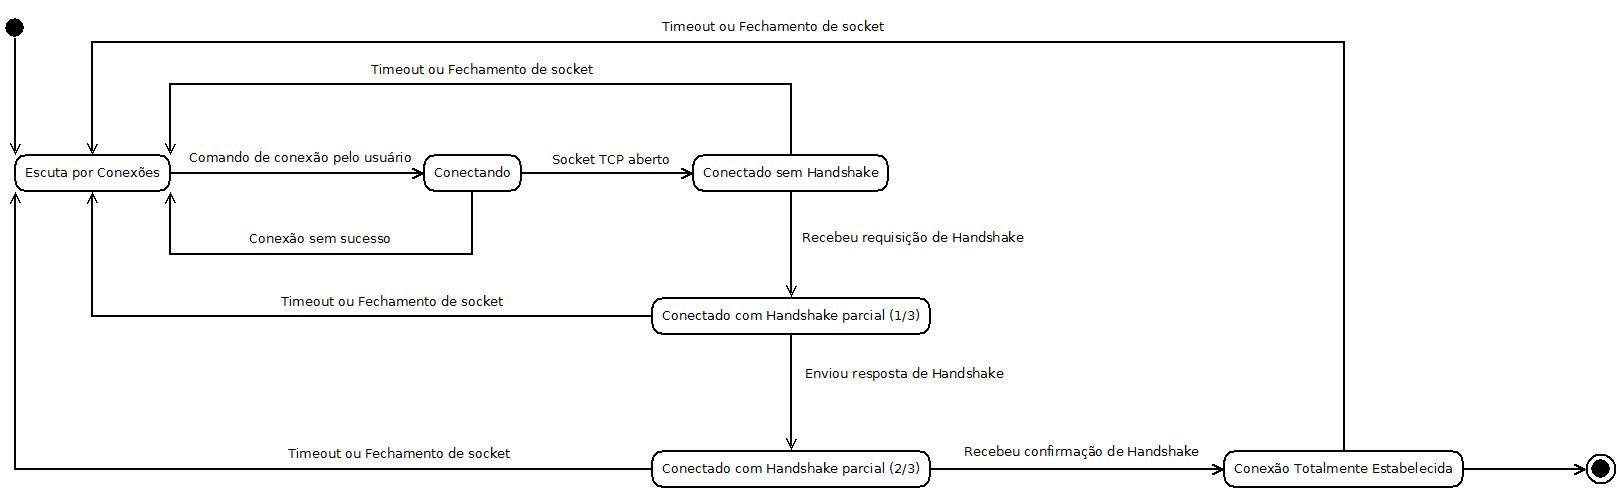 Timeout ou Fechamento de socket
Timeout ou Fechamento de socket
Comando de conexão pelo usuário
Socket TCP aberto
Escuta por Conexões
Conectando
Conectado sem Handshake
Conexão sem sucesso
Recebeu requisição de Handshake
Timeout ou Fechamento de socket
Conectado com Handshake parcial (1/3)
Enviou resposta de Handshake
Timeout ou Fechamento de socket
Recebeu confirmação de Handshake
Conectado com Handshake parcial (2/3)
Conexão Totalmente Estabelecida